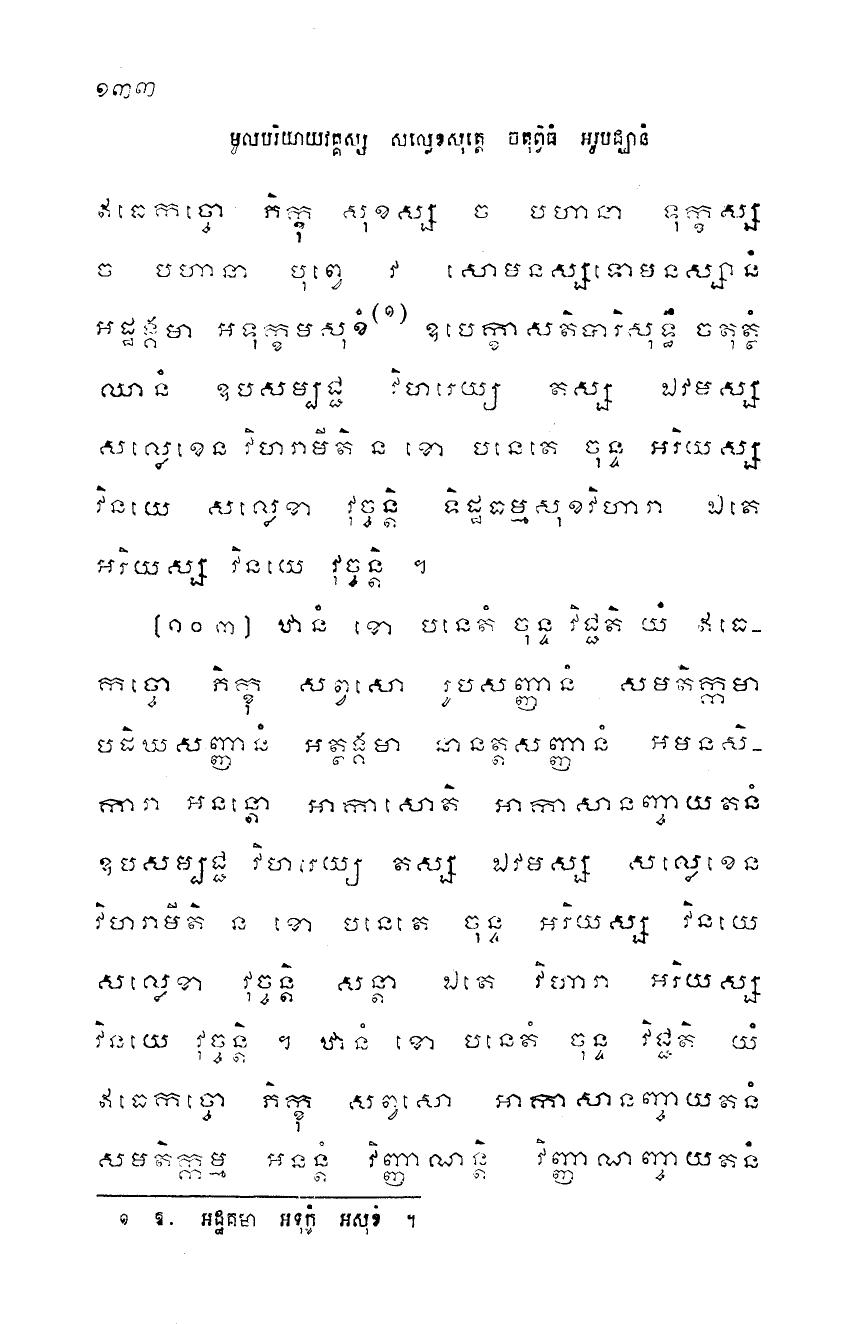 ១៣៣
មូលបរិយាយវគ្គស្ស សល្លេខសុត្តេ ចតុព្វិធំ អរូបជ្ឈានំ
ឥធេកច្ចោ ភិក្ខុ សុខស្ស ច បហានា ទុក្ខស្ស
ច បហានា បុព្វេ វ សោមនស្សទោមនស្សានំ
អដ្ឋង្គមា អទុក្ខមសុខំ(១) ឧបេក្ខាសតិបារិសុទ្ធឹ ចតុត្ថំ
ឈានំ ឧបសម្បជ្ជ វិហរេយ្យ តស្ស ឯវមស្ស
សល្លេខេន វិហរាមីតិ ន ខោ បនេតេ ចុន្ទ អរិយស្ស
វិនយេ សល្លេខា វុច្ចន្តិ ទិដ្ឋធម្មសុខវិហារា ឯតេ
អរិយស្ស វិនយេ វុច្ចន្តិ ។
[១០៣] ឋានំ ខោ បនេតំ ចុន្ទ វិជ្ជតិ យំ ឥធេ-
កច្ចោ ភិក្ខុ សព្វសោ រូបសញ្ញានំ សមតិក្កមា
បដិឃសញ្ញានំ អត្ថង្គមា នានត្តសញ្ញានំ អមនសិ-
ការា អនន្តោ អាកាសោតិ អាកាសានញ្ចាយតនំ
ឧបសម្បជ្ជ វិហរេយ្យ តស្ស ឯវមស្ស សល្លេខេន
វិហរាមីតិ ន ខោ បនេតេ ចុន្ទ អរិយស្ស វិនយេ
សល្លេខា វុច្ចន្តិ សន្តា ឯតេ វិហារា អរិយស្ស
វិនយេ វុច្ចន្តិ ។ ឋានំ ខោ បនេតំ ចុន្ទ វិជ្ជតិ យំ
ឥធេកច្ចោ ភិក្ខុ សព្វសោ អាកាសានញ្ចាយតនំ
សមតិក្កម្ម អនន្តំ វិញ្ញាណន្តិ វិញ្ញាណញ្ចាយតនំ
១ ឱ. អដ្ឋគមា អទុក្ខំ អសុខំ ។